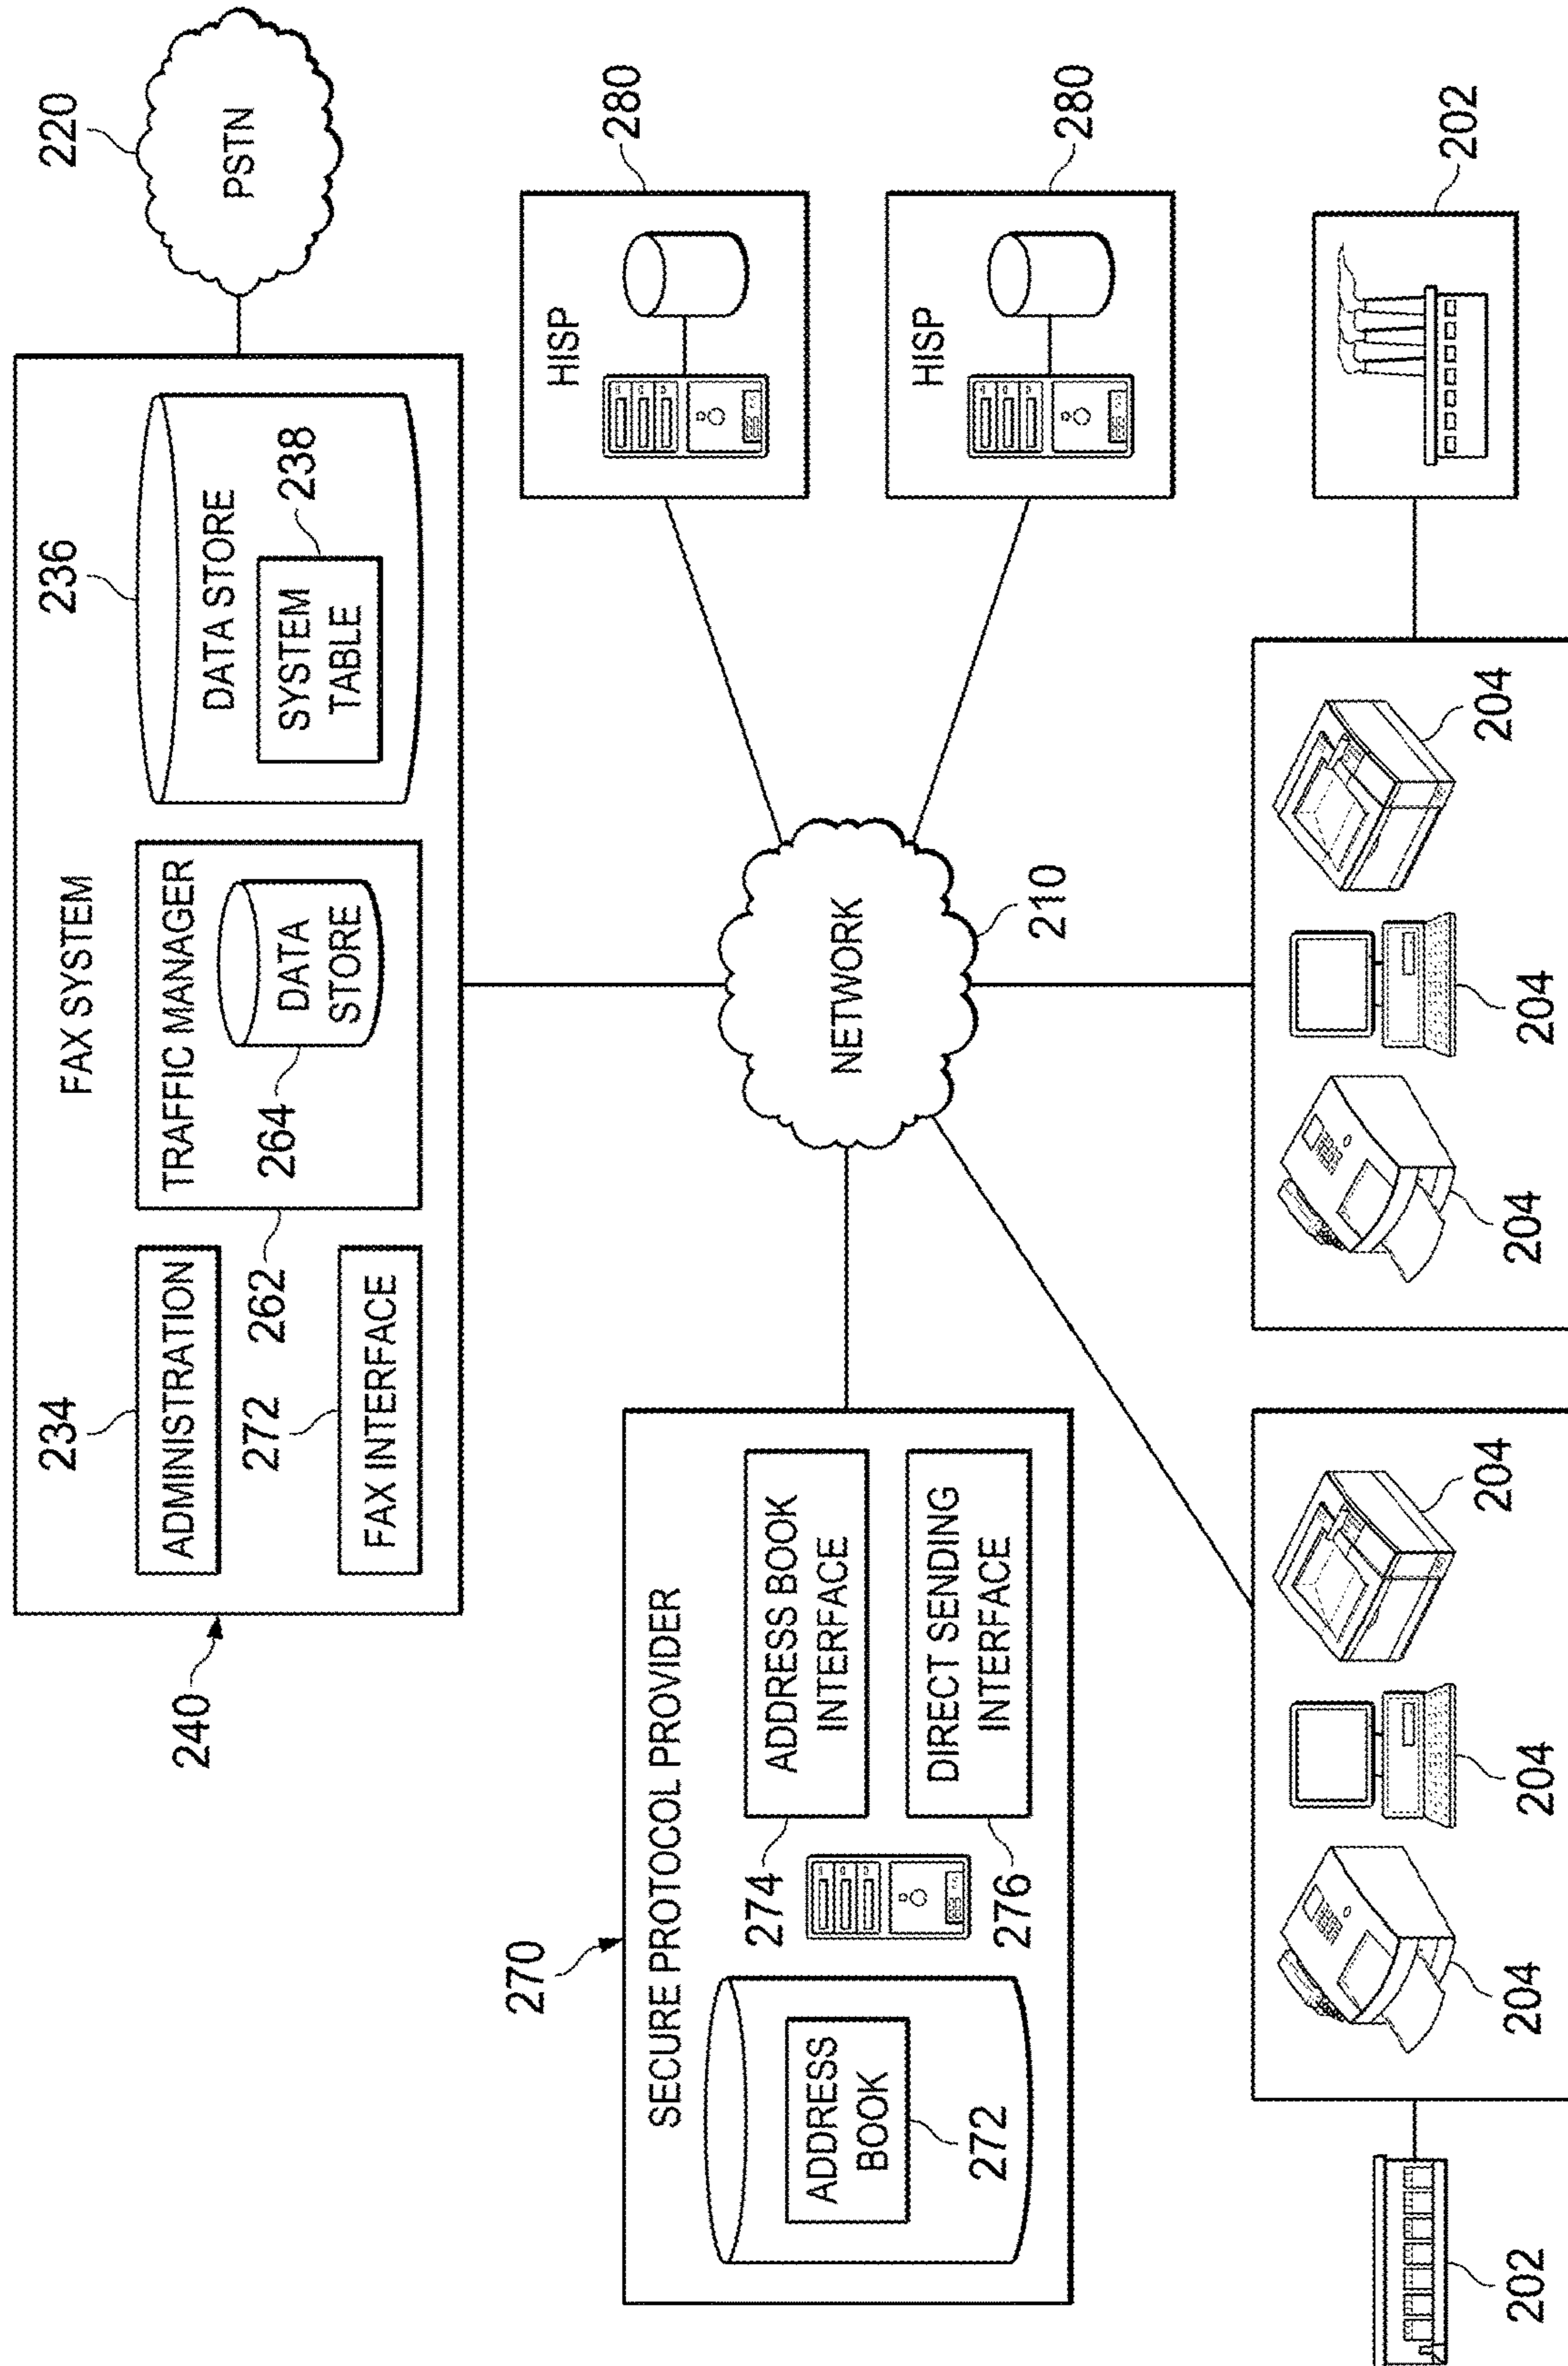 240
FAX SYSTEM
234
ADMINISTRATION
272
FAX INTERFACE
262
TRAFFIC MANAGER
264
DATA
STORE
236
DATA STORE
238
SYSTEM
TABLE
220
PSTN
270
SECURE PROTOCOL PROVIDER
ADDRESS
BOOK
272
274
ADDRESS BOOK
INTERFACE
276
DIRECT SENDING
INTERFACE
NETWORK
210
HISP
280
HISP
280
202
204
204
204
204
204
204
202